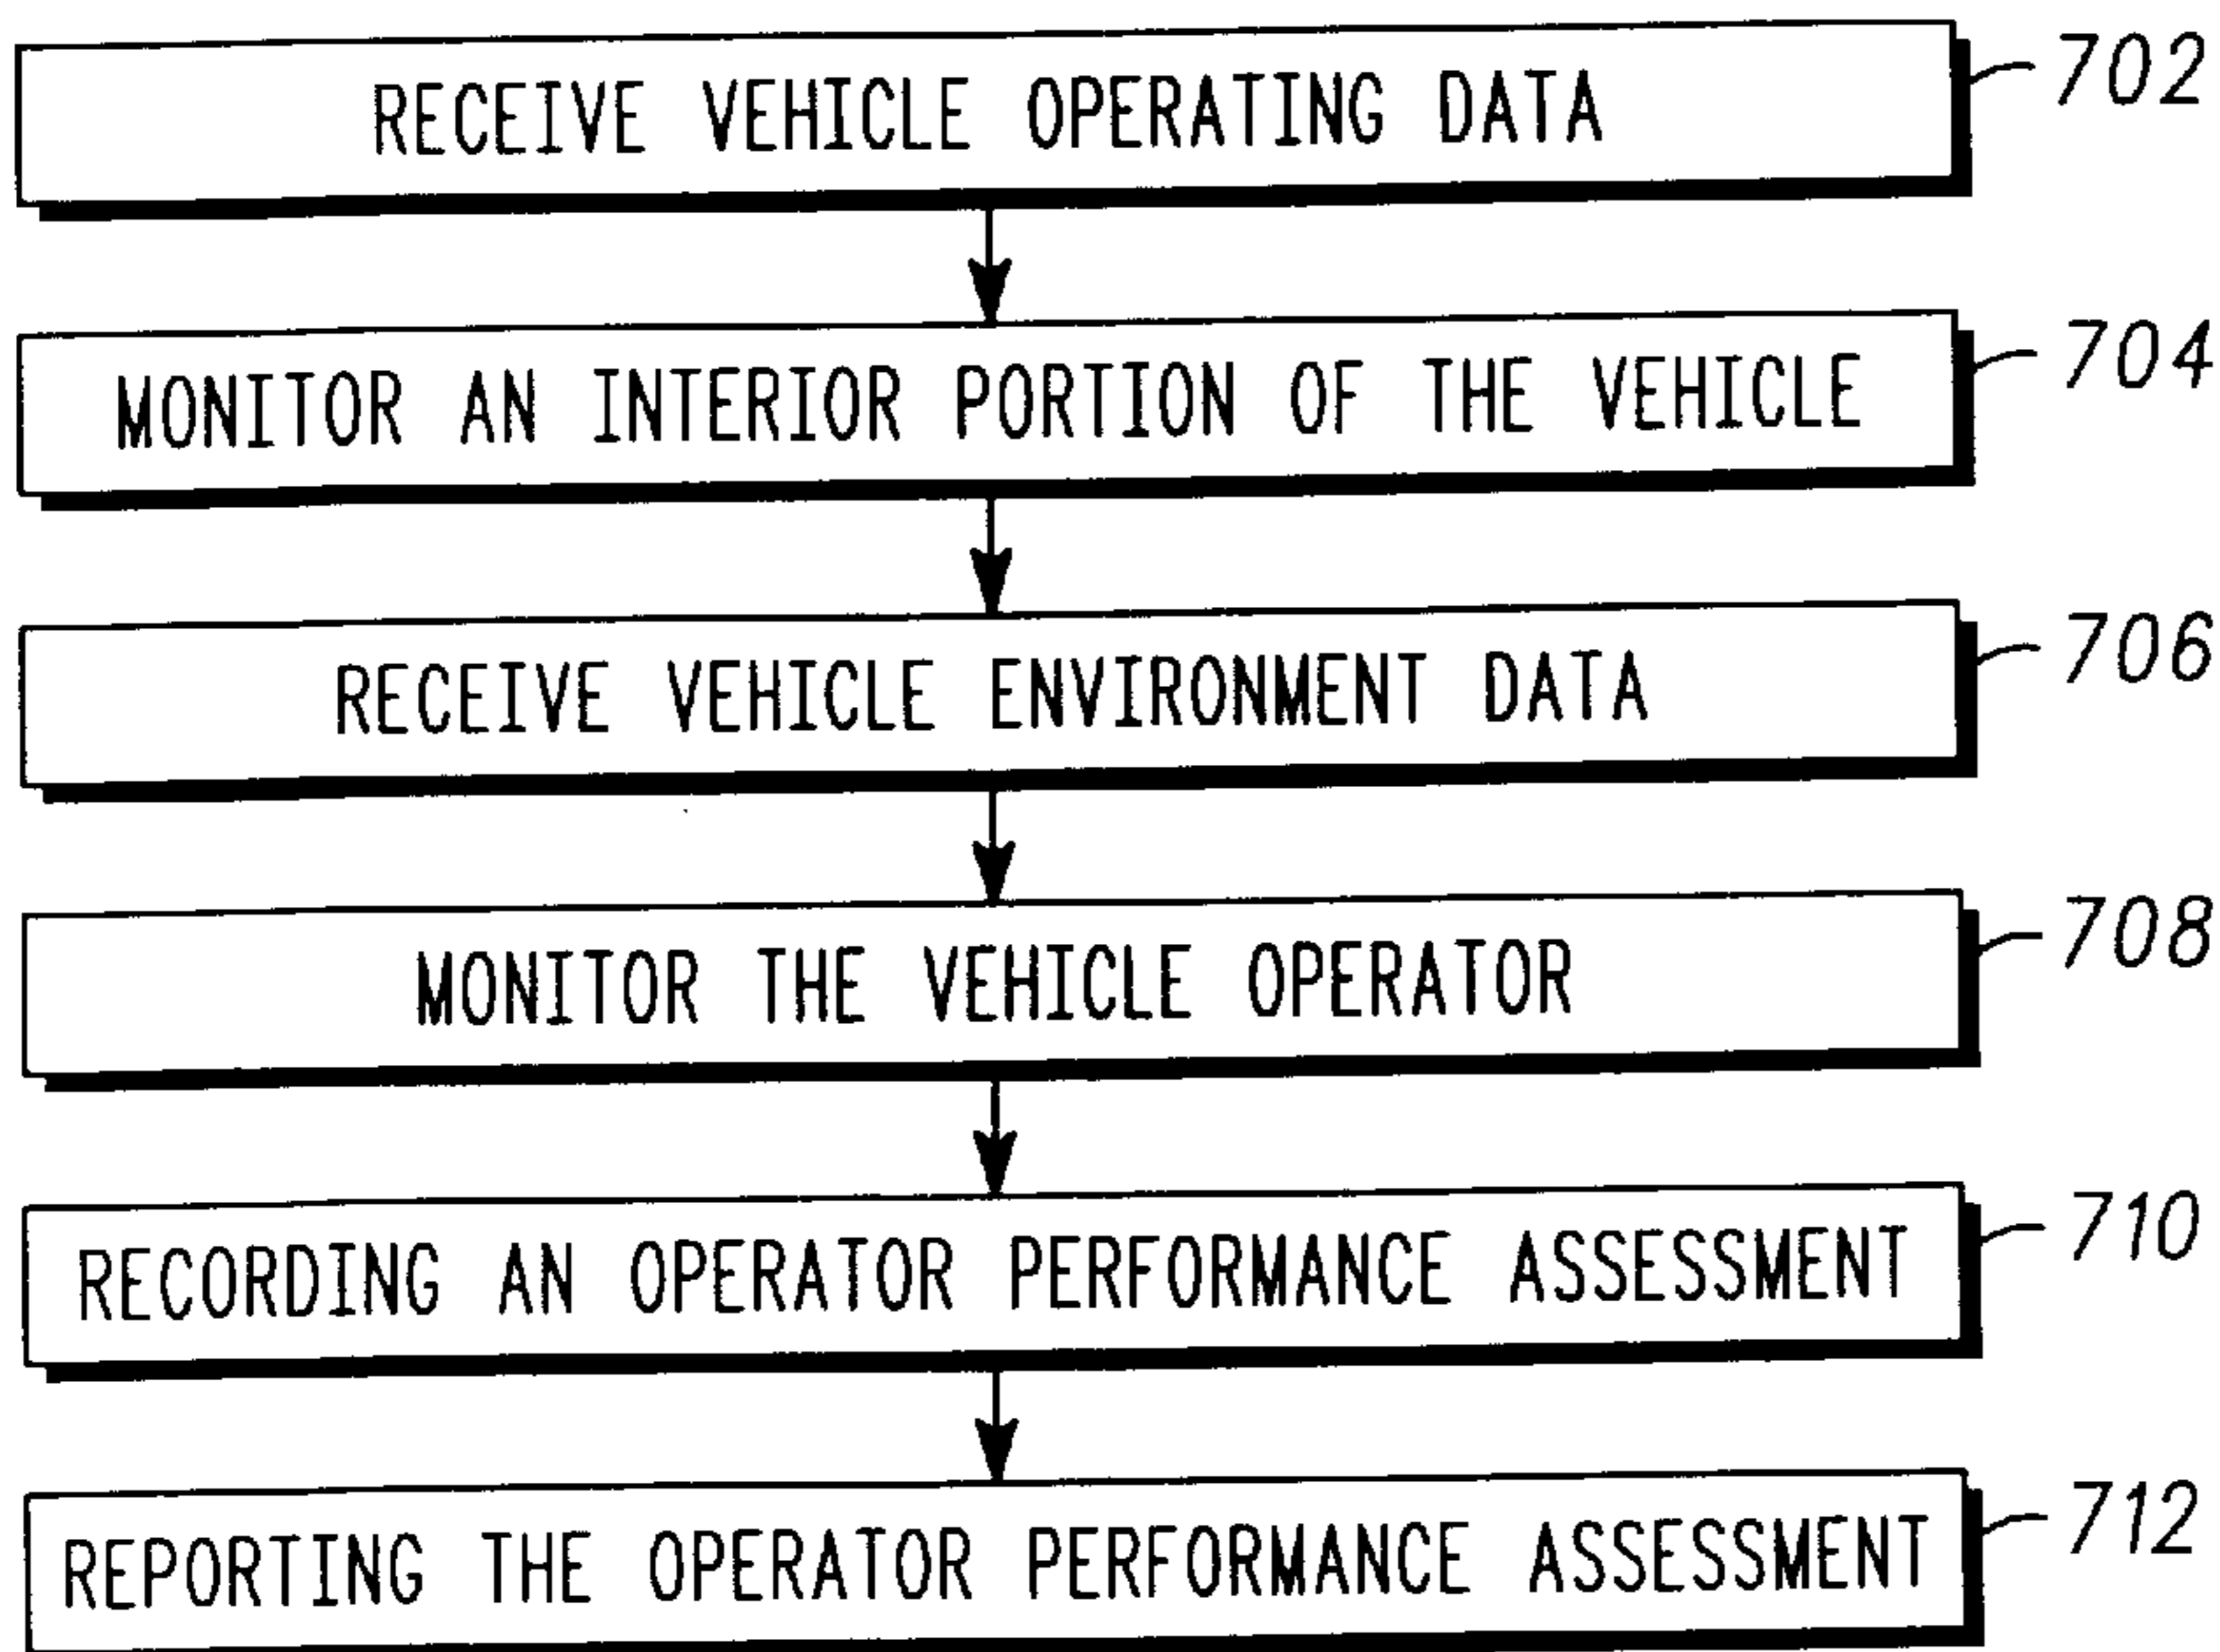 RECEIVE VEHICLE OPERATING DATA 702
MONITOR AN INTERIOR PORTION OF THE VEHICLE 704
RECEIVE VEHICLE ENVIRONMENT DATA 706
MONITOR THE VEHICLE OPERATOR 708
RECORDING AN OPERATOR PERFORMANCE ASSESSMENT 710
REPORTING THE OPERATOR PERFORMANCE ASSESSMENT 712